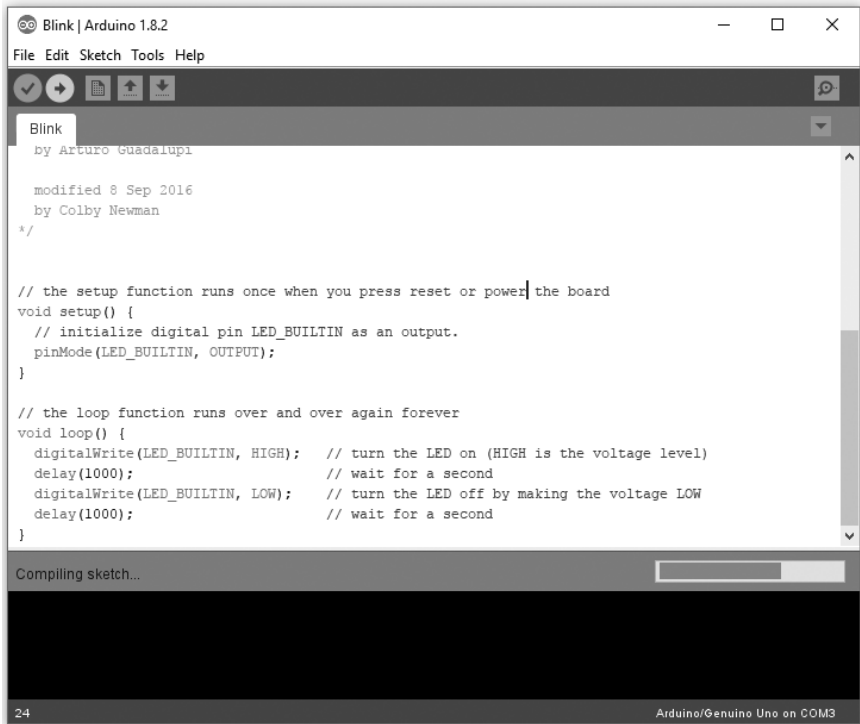 Blink | Arduino 1.8.2
File Edit Sketch Tools Help
Blink
by Arturo Guadalupi
modified 8 Sep 2016
by Colby Newman
*/
// the setup function runs once when you press reset or power the board
void setup() {
// initialize digital pin LED_BUILTIN as an output.
pinMode(LED_BUILTIN, OUTPUT);
}
// the loop function runs over and over again forever
void loop() {
digitalWrite(LED_BUILTIN, HIGH);   // turn the LED on (HIGH is the voltage level)
delay(1000);                       // wait for a second
digitalWrite(LED_BUILTIN, LOW);    // turn the LED off by making the voltage LOW
delay(1000);                       // wait for a second
}
Compiling sketch...
24 Arduino/Genuino Uno on COM3